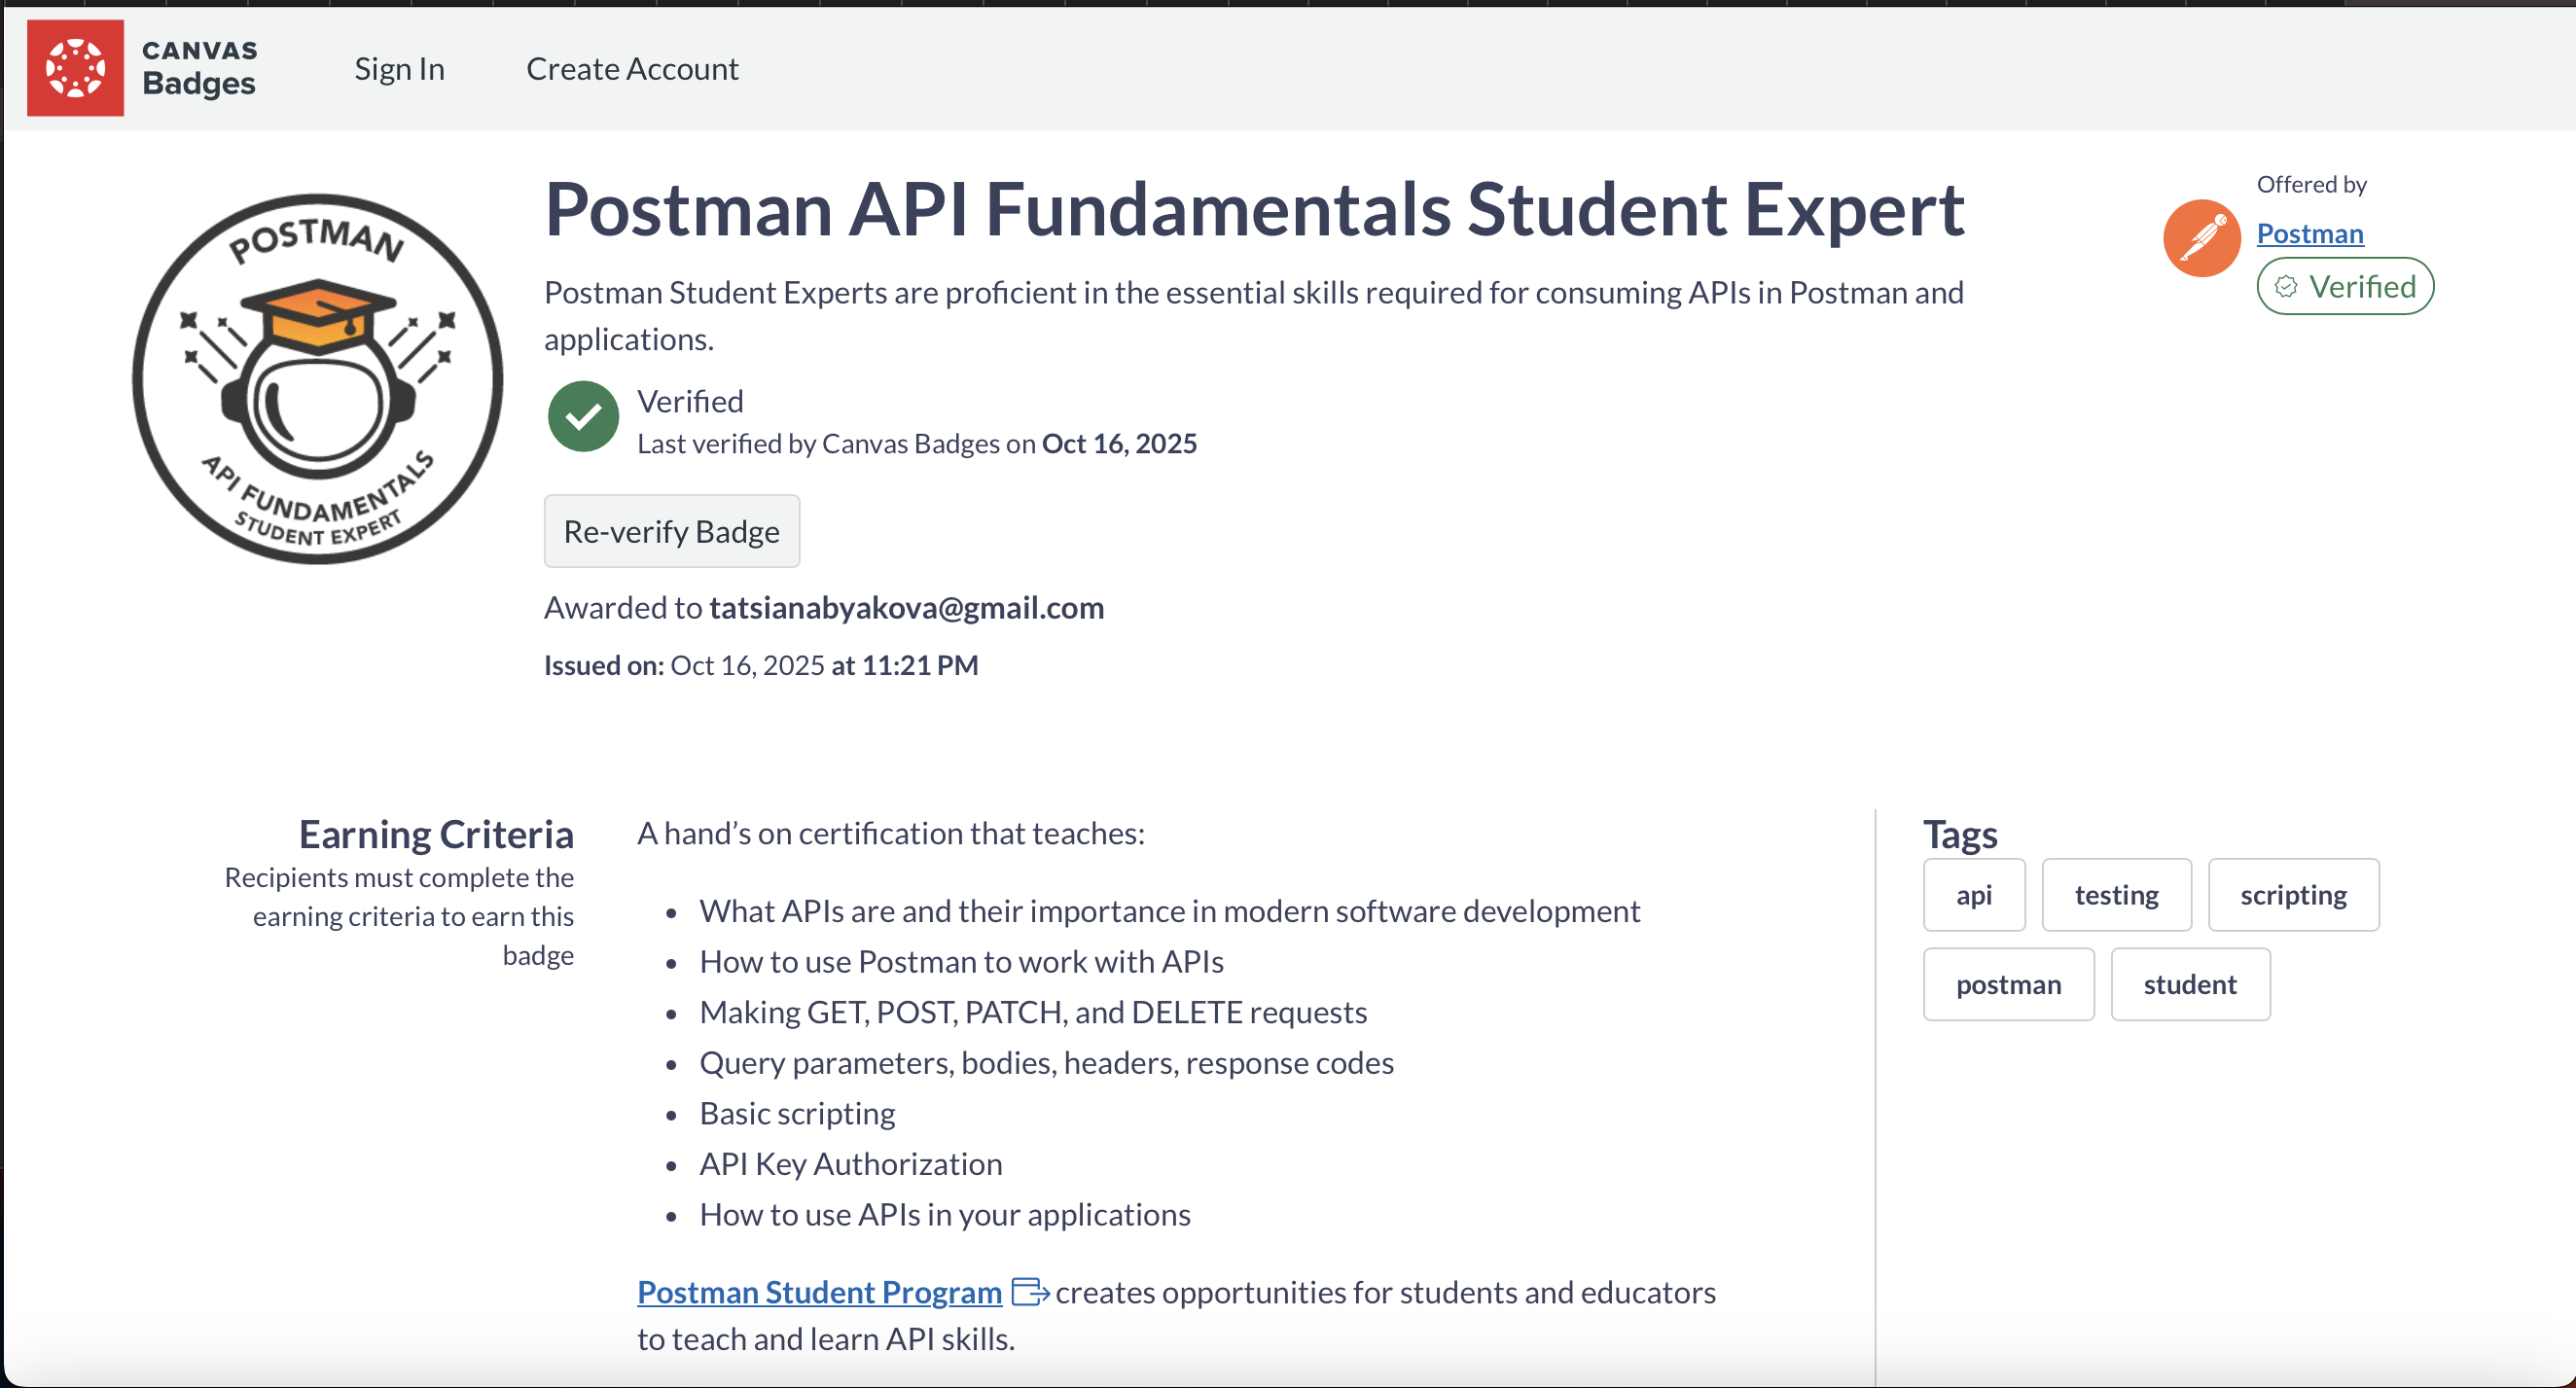 CANVAS
Badges
Sign In
Create Account
POSTMAN
API FUNDAMENTALS
STUDENT EXPERT
Postman API Fundamentals Student Expert
Postman Student Experts are proficient in the essential skills required for consuming APIs in Postman and
applications.
Verified
Last verified by Canvas Badges on Oct 16, 2025
Re-verify Badge
Awarded to tatsianabyakova@gmail.com
Issued on: Oct 16, 2025 at 11:21 PM
Offered by
Postman
Verified
Earning Criteria
Recipients must complete the
earning criteria to earn this
badge
A hand’s on certification that teaches:
• What APIs are and their importance in modern software development
• How to use Postman to work with APIs
• Making GET, POST, PATCH, and DELETE requests
• Query parameters, bodies, headers, response codes
• Basic scripting
• API Key Authorization
• How to use APIs in your applications
Postman Student Program creates opportunities for students and educators
to teach and learn API skills.
Tags
api
testing
scripting
postman
student